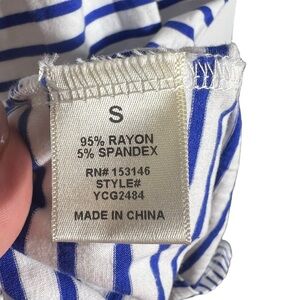 S
95% RAYON
5% SPANDEX
RN# 153146
STYLE#
YCG2484
MADE IN CHINA